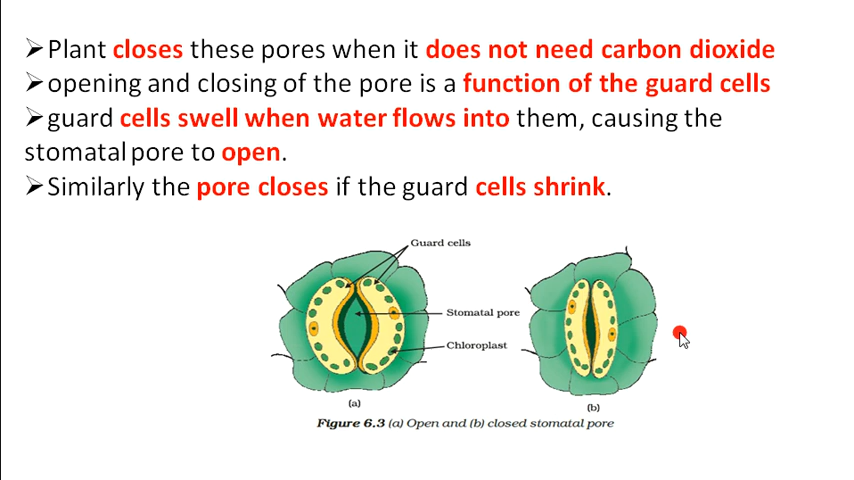 ➢Plant closes these pores when it does not need carbon dioxide
➢opening and closing of the pore is a function of the guard cells
➢guard cells swell when water flows into them, causing the
stomatal pore to open.
➢Similarly the pore closes if the guard cells shrink.
Guard cells
Stomatal pore
Chloroplast
(a)
(b)
Figure 6.3 (a) Open and (b) closed stomatal pore